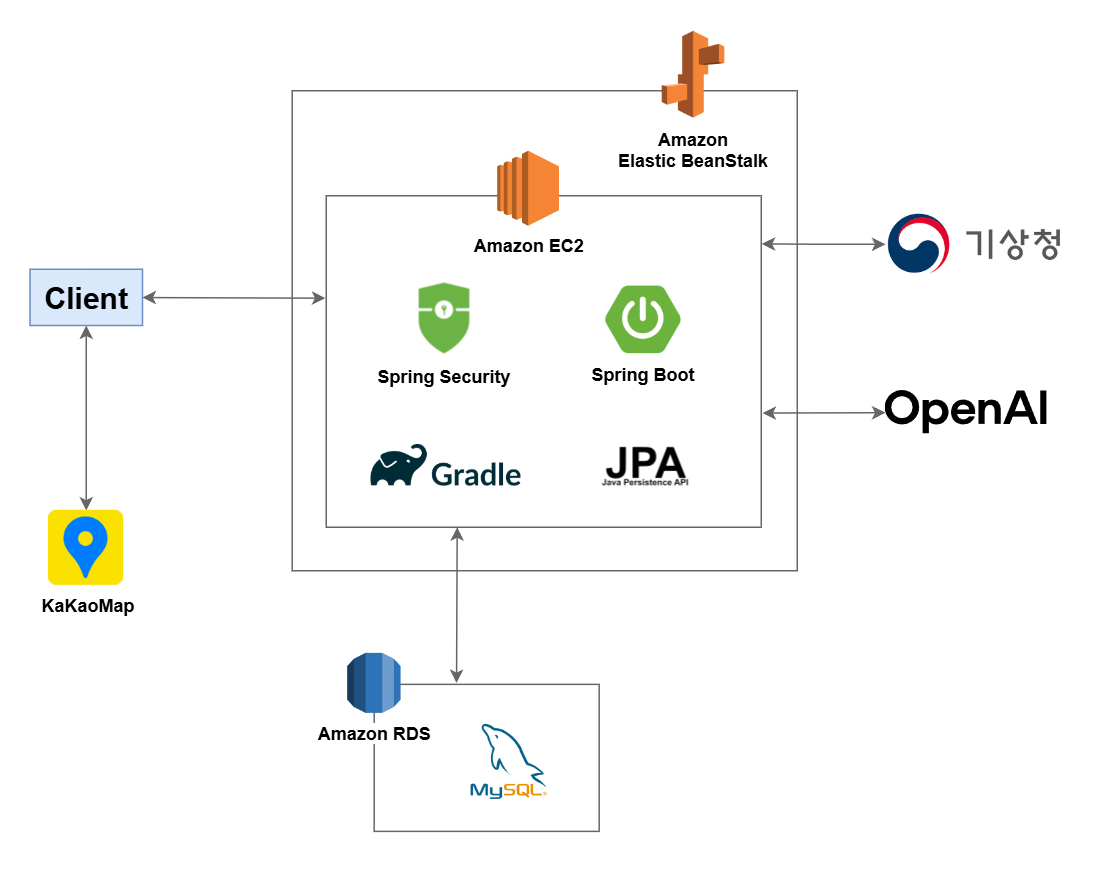 Amazon
Elastic BeanStalk
Amazon EC2
기상청
Client
Spring Security
Spring Boot
OpenAI
Gradle
JPA
Java Persistence API
KaKaoMap
Amazon RDS
MySQL